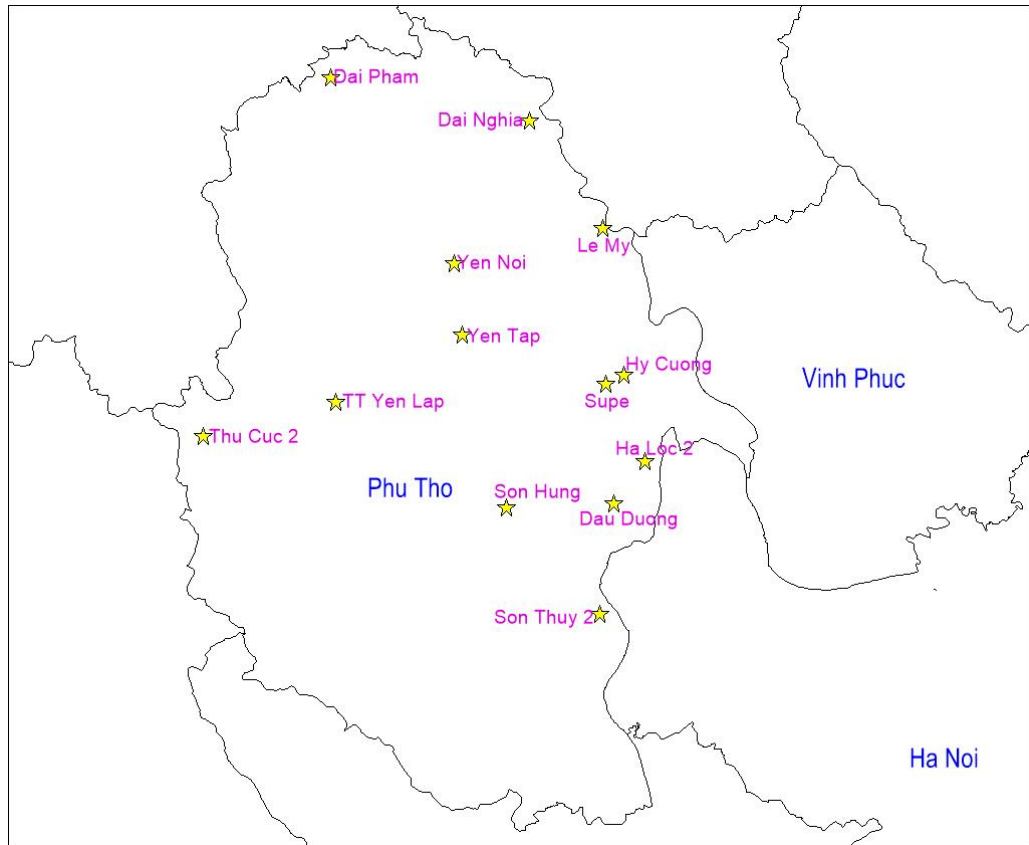 Dai Pham
Dai Nghia
Le My
Yen Noi
Yen Tap
Hy Cuong
Vinh Phuc
Supe
TT Yen Lap
Thu Cuc 2
Ha Loc 2
Phu Tho
Son Hung
Dau Duong
Son Thuy 2
Ha Noi